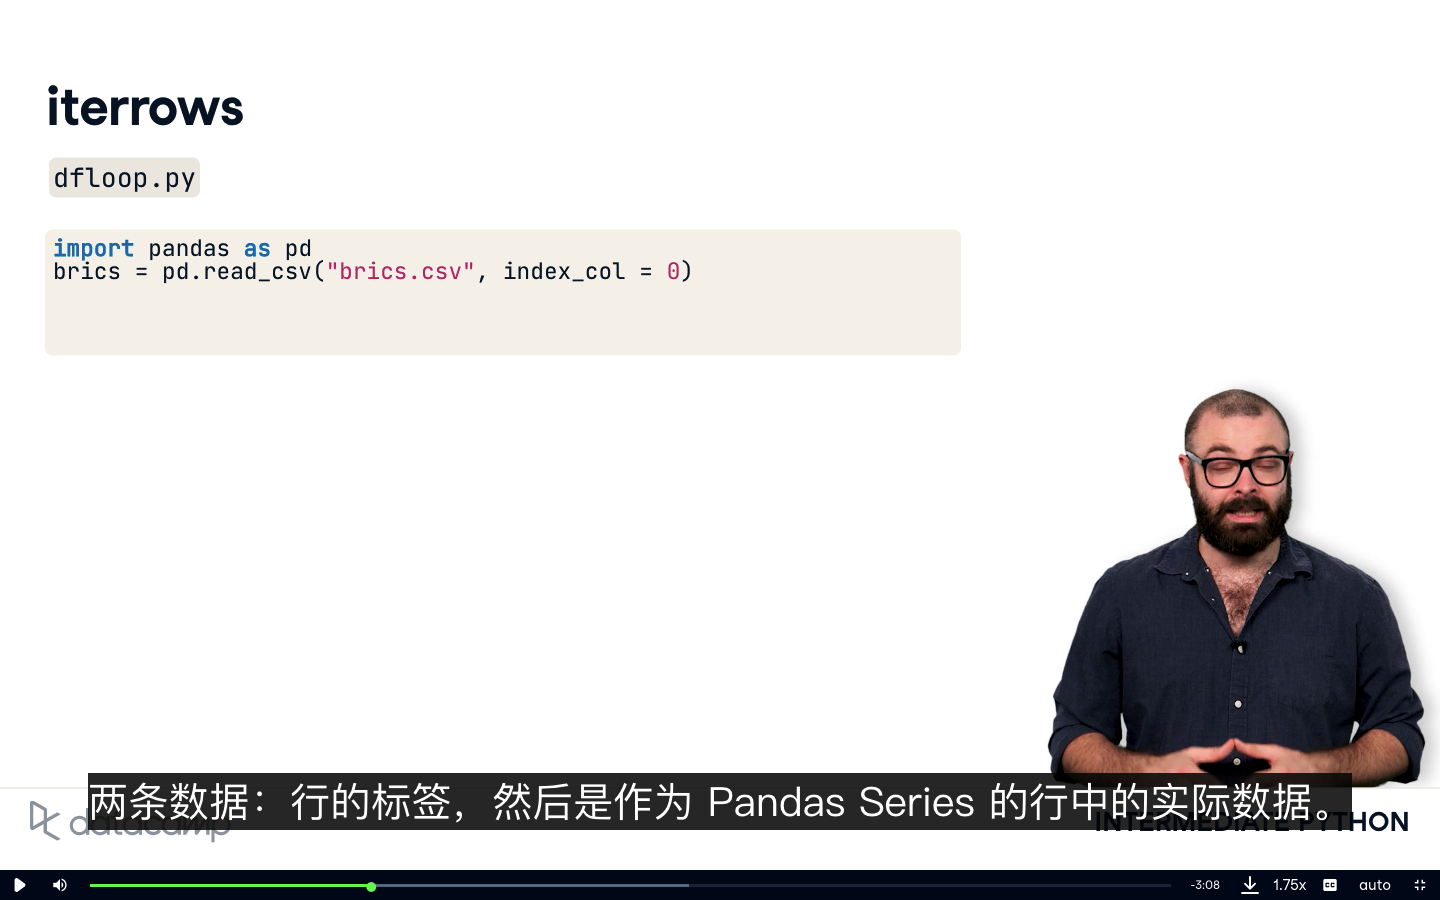 iterrows
dfloop.py
import pandas as pd
brics = pd.read_csv("brics.csv", index_col = 0)
两条数据：行的标签，然后是作为 Pandas Series 的行中的实际数据。
datacamp
INTERMEDIATE PYTHON
-3:08
1.75x
CC
auto